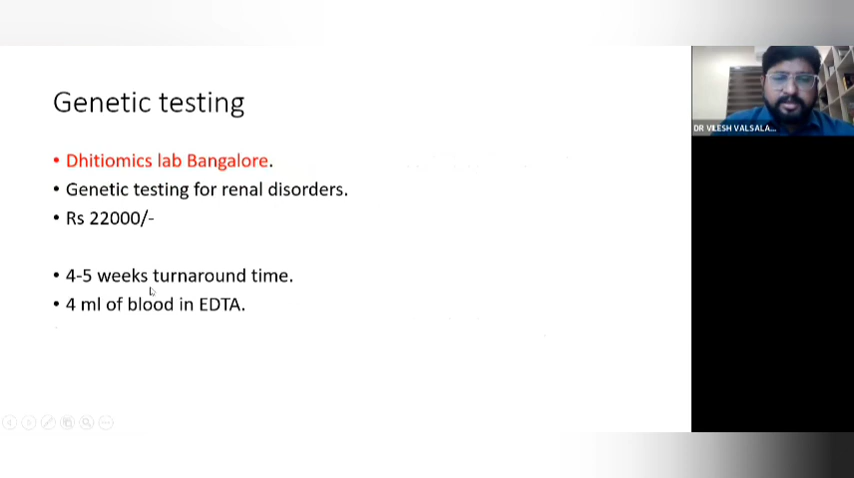 Genetic testing
• Dhitiomics lab Bangalore.
• Genetic testing for renal disorders.
• Rs 22000/-
• 4-5 weeks turnaround time.
• 4 ml of blood in EDTA.
DR VILESH VALSALA...